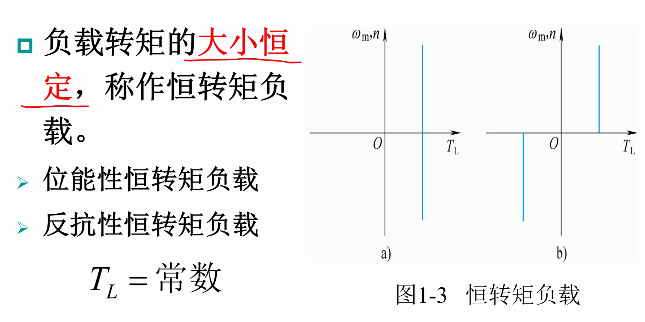 负载转矩的大小恒
定，称作恒转矩负
载。
位能性恒转矩负载
反抗性恒转矩负载
T_L = 常数
ω_m,n
O
T_L
a)
ω_m,n
O
T_L
b)
图1-3 恒转矩负载